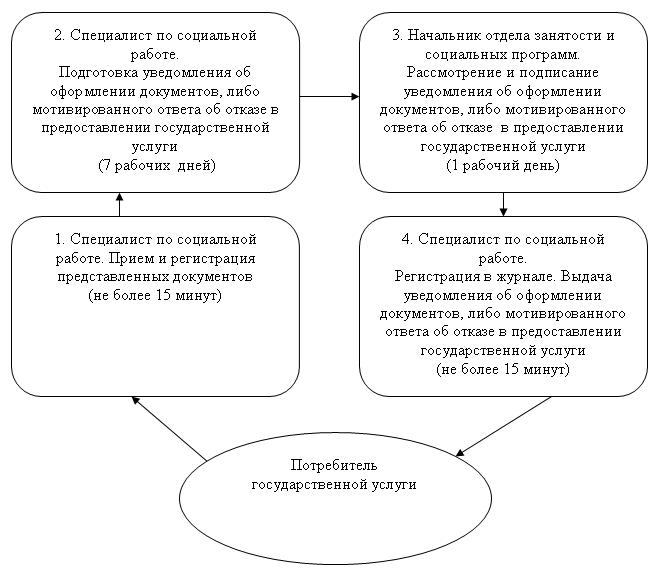 2. Специалист по социальной
работе.
Подготовка уведомления об
оформлении документов, либо
мотивированного ответа об отказе в
предоставлении государственной
услуги
(7 рабочих дней)
3. Начальник отдела занятости и
социальных программ.
Рассмотрение и подписание
уведомления об оформлении
документов, либо мотивированного
ответа об отказе в предоставлении
государственной услуги
(1 рабочий день)
1. Специалист по социальной
работе. Прием и регистрация
представленных документов
(не более 15 минут)
4. Специалист по социальной
работе.
Регистрация в журнале. Выдача
уведомления об оформлении
документов, либо мотивированного
ответа об отказе в предоставлении
государственной услуги
(не более 15 минут)
Потребитель
государственной услуги